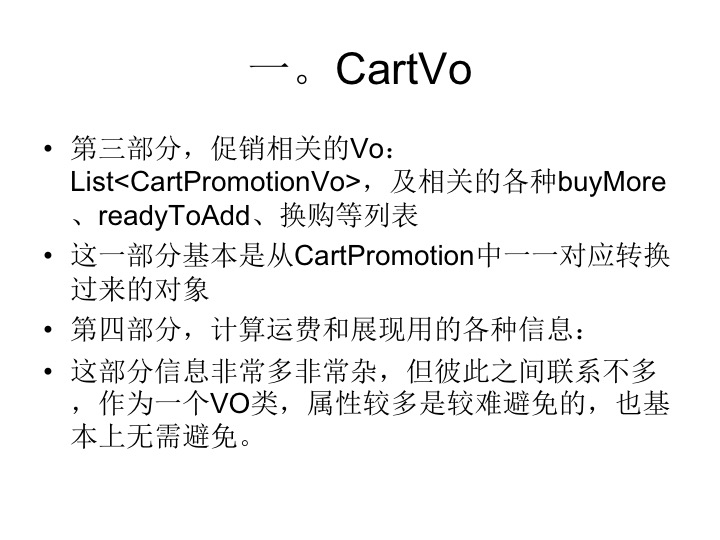 一。CartVo
• 第三部分，促销相关的Vo：
List<CartPromotionVo>，及相关的各种buyMore
、readyToAdd、换购等列表
• 这一部分基本是从CartPromotion中一一对应转换
过来的对象
• 第四部分，计算运费和展现用的各种信息：
• 这部分信息非常多非常杂，但彼此之间联系不多
，作为一个VO类，属性较多是较难避免的，也基
本上无需避免。